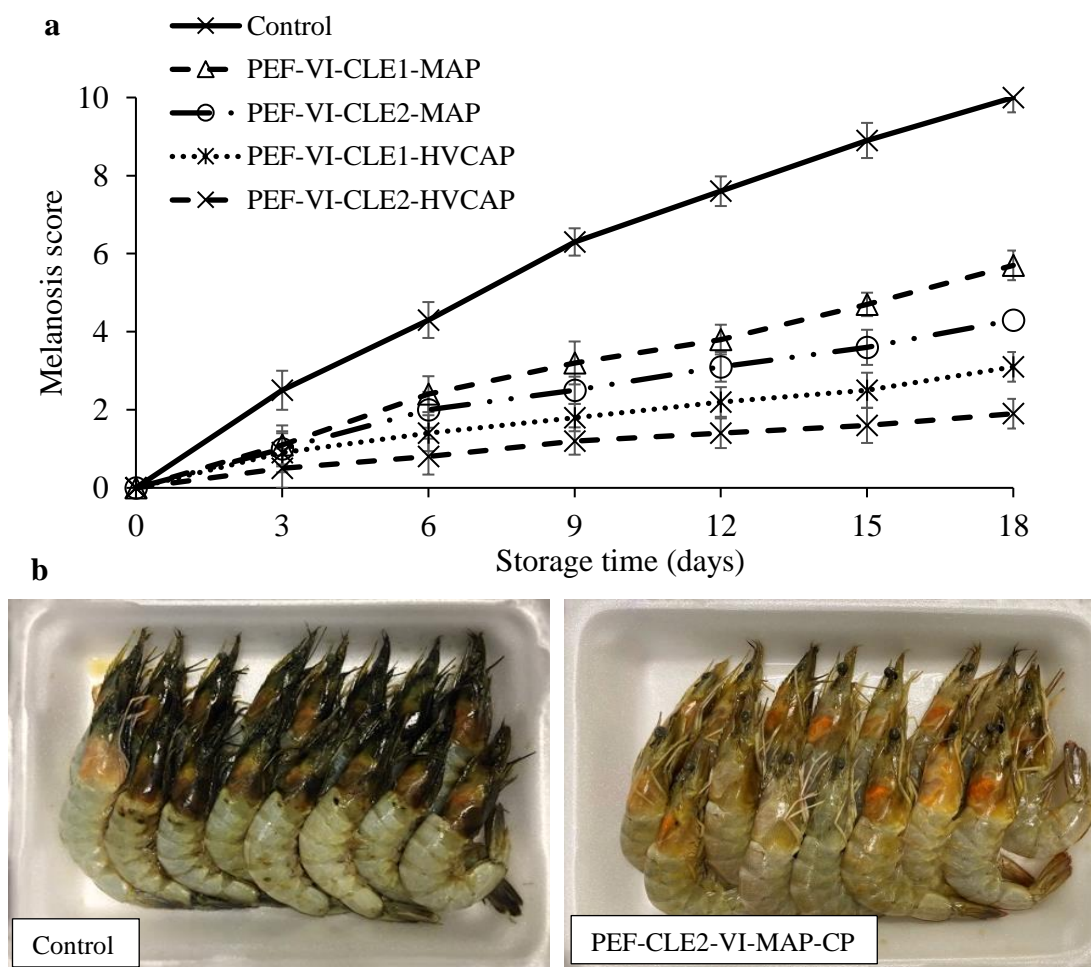 a
Control
PEF-VI-CLE1-MAP
PEF-VI-CLE2-MAP
PEF-VI-CLE1-HVCAP
PEF-VI-CLE2-HVCAP
10
8
6
4
2
0
Melanosis score
0 3 6 9 12 15 18
Storage time (days)
b
Control
PEF-CLE2-VI-MAP-CP